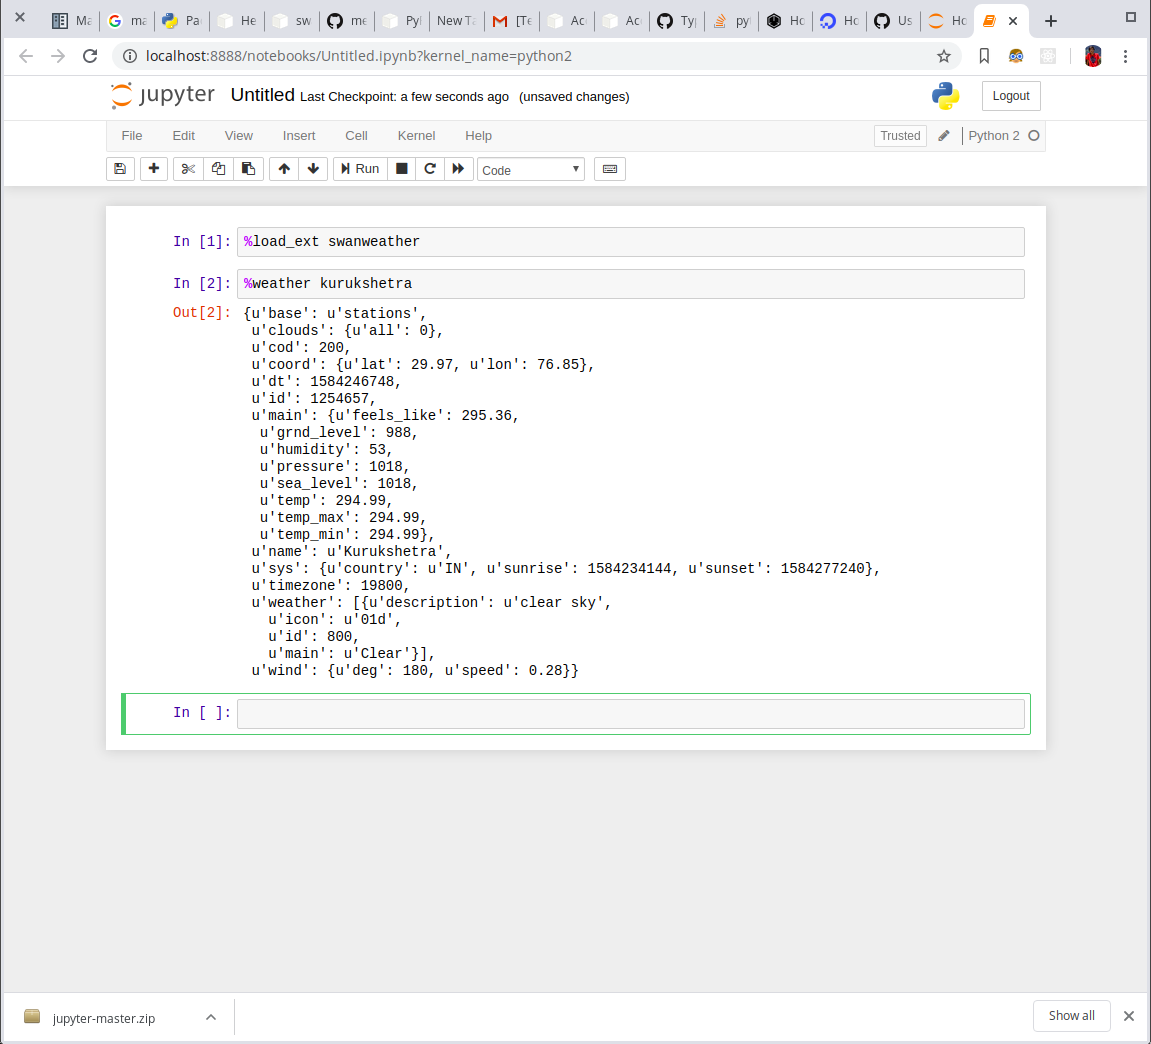 Ma
ma
Pa
He
sw
me
Pyl
New Ta
[Te
Ac
Ac
Typ
pyt
Ho
Ho
Us
Ho
localhost:8888/notebooks/Untitled.ipynb?kernel_name=python2
jupyter Untitled Last Checkpoint: a few seconds ago (unsaved changes)
Logout
File Edit View Insert Cell Kernel Help
Trusted
Python 2
Run
Code
In [1]: %load_ext swanweather
In [2]: %weather kurukshetra
Out[2]: {u'base': u'stations',
u'clouds': {u'all': 0},
u'cod': 200,
u'coord': {u'lat': 29.97, u'lon': 76.85},
u'dt': 1584246748,
u'id': 1254657,
u'main': {u'feels_like': 295.36,
u'grnd_level': 988,
u'humidity': 53,
u'pressure': 1018,
u'sea_level': 1018,
u'temp': 294.99,
u'temp_max': 294.99,
u'temp_min': 294.99},
u'name': u'Kurukshetra',
u'sys': {u'country': u'IN', u'sunrise': 1584234144, u'sunset': 1584277240},
u'timezone': 19800,
u'weather': [{u'description': u'clear sky',
u'icon': u'01d',
u'id': 800,
u'main': u'Clear'}],
u'wind': {u'deg': 180, u'speed': 0.28}}
In [ ]:
jupyter-master.zip
Show all